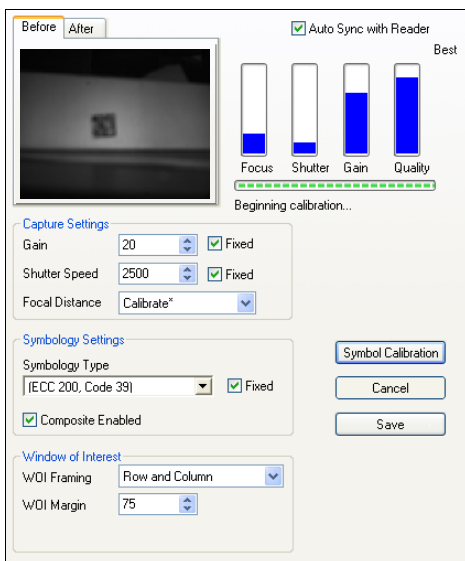 Before After
Auto Sync with Reader
Best
Focus Shutter Gain Quality
Beginning calibration...
Capture Settings
Gain 20 Fixed
Shutter Speed 2500 Fixed
Focal Distance Calibrate*
Symbology Settings
Symbology Type
(ECC 200, Code 39) Fixed
Composite Enabled
Symbol Calibration
Cancel
Save
Window of Interest
WOI Framing Row and Column
WOI Margin 75